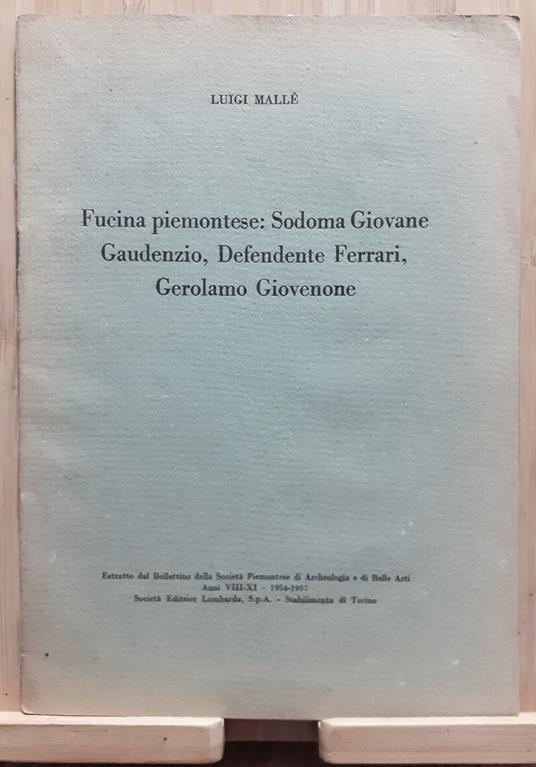 LUIGI MALLÉ
Fucina piemontese: Sodoma Giovane
Gaudenzio, Defendente Ferrari,
Gerolamo Giovenone
Estratto dal Bollettino della Società Piemontese di Archeologia e di Belle Arti
Anni VIII-XI - 1954-1957
Società Editrice Lombarda, S.p.A. - Stabilimento di Torino